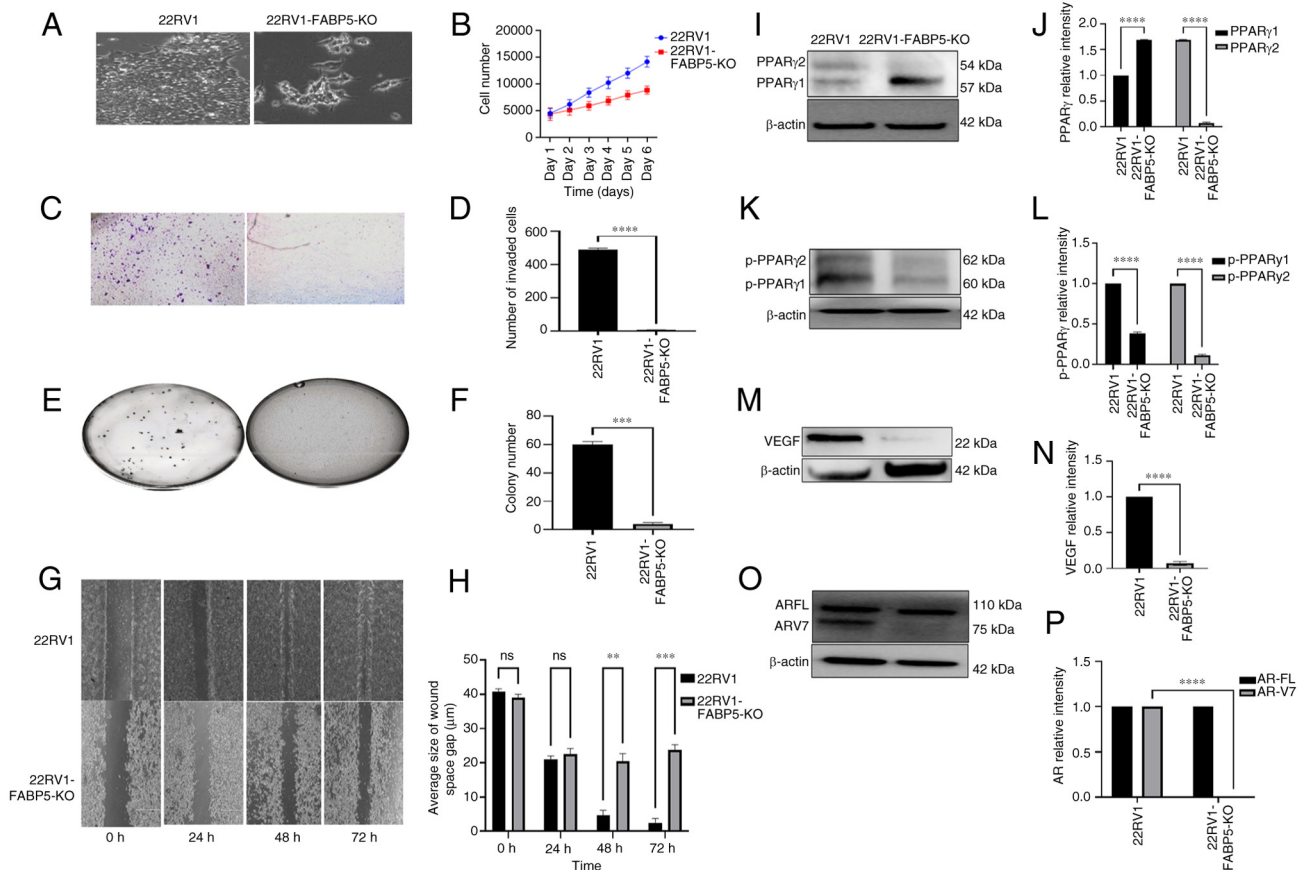 A
22RV1
22RV1-FABP5-KO
B
Cell number
20000
15000
10000
5000
0
22RV1
22RV1-
FABP5-KO
Day 1
Day 2
Day 3
Day 4
Day 5
Day 6
Time (days)
C
D
Number of invaded cells
600
400
200
0
****
22RV1
22RV1-
FABP5-KO
E
F
Colony number
80
60
40
20
0
***
22RV1
22RV1-
FABP5-KO
G
22RV1
22RV1-
FABP5-KO
0 h
24 h
48 h
72 h
H
Average size of wound
space gap (µm)
50
40
30
20
10
0
ns
ns
**
***
22RV1
22RV1-
FABP5-KO
0 h
24 h
48 h
72 h
Time
I
22RV1 22RV1-FABP5-KO
PPARγ2
54 kDa
PPARγ1
57 kDa
β-actin
42 kDa
J
PPARγ relative intensity
2.0
1.5
1.0
0.5
0.0
****
****
PPARγ1
PPARγ2
22RV1
22RV1-
FABP5-KO
22RV1
22RV1-
FABP5-KO
K
p-PPARγ2
62 kDa
p-PPARγ1
60 kDa
β-actin
42 kDa
L
p-PPARγ relative intensity
1.5
1.0
0.5
0.0
****
****
p-PPARy1
p-PPARy2
22RV1
22RV1-
FABP5-KO
22RV1
22RV1-
FABP5-KO
M
VEGF
22 kDa
β-actin
42 kDa
N
VEGF relative intensity
1.5
1.0
0.5
0.0
****
22RV1
22RV1-
FABP5-KO
O
ARFL
110 kDa
ARV7
75 kDa
β-actin
42 kDa
P
AR relative intensity
1.5
1.0
0.5
0.0
****
AR-FL
AR-V7
22RV1
22RV1-
FABP5-KO